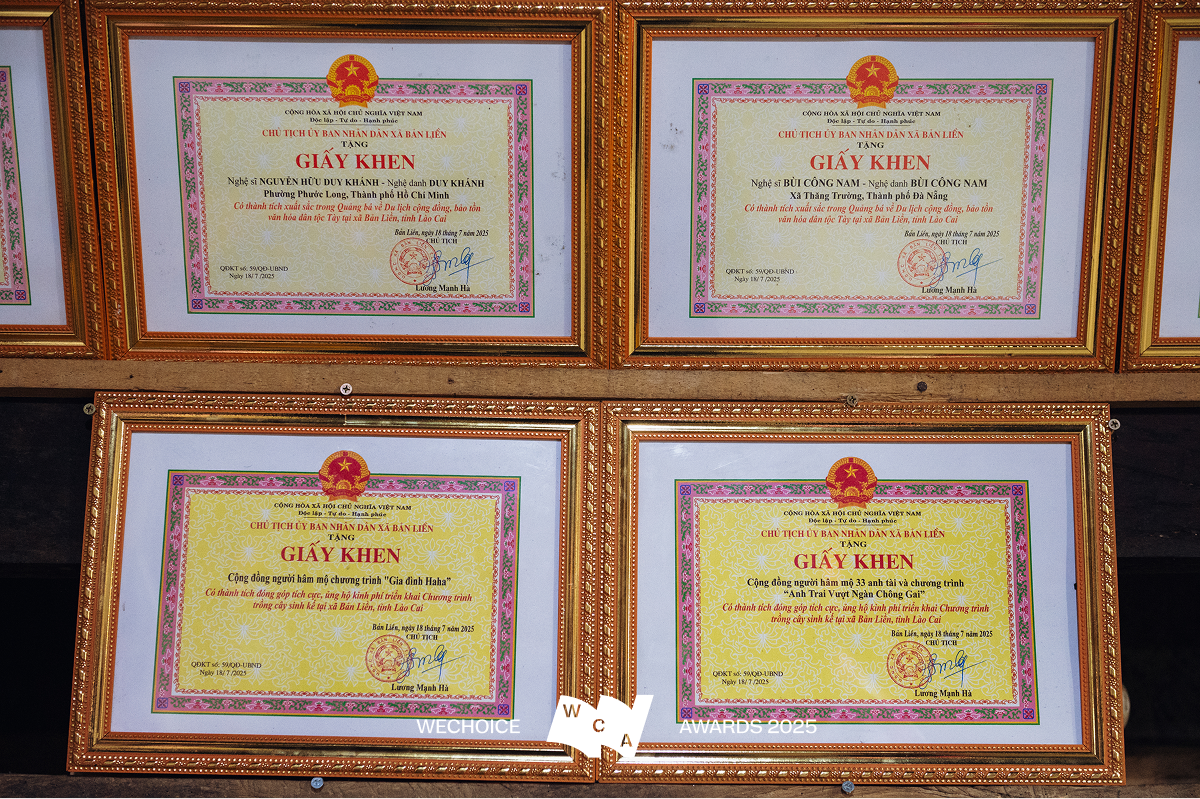 CỘNG HÒA XÃ HỘI CHỦ NGHĨA VIỆT NAM
Độc lập - Tự do - Hạnh phúc
CHỦ TỊCH ỦY BAN NHÂN DÂN XÃ BẢN LIỀN
TẶNG
GIẤY KHEN
Nghệ sĩ NGUYỄN HỮU DUY KHÁNH - Nghệ danh DUY KHÁNH
Phường Phước Long, Thành phố Hồ Chí Minh
Có thành tích xuất sắc trong Quảng bá về Du lịch cộng đồng, bảo tồn
văn hóa dân tộc Tày tại xã Bản Liền, tỉnh Lào Cai
Bản Liền, ngày 18 tháng 7 năm 2025
CHỦ TỊCH
QĐKT số: 59/QĐ-UBND
Ngày 18/ 7 /2025
Lương Mạnh Hà
CỘNG HÒA XÃ HỘI CHỦ NGHĨA VIỆT NAM
Độc lập - Tự do - Hạnh phúc
CHỦ TỊCH ỦY BAN NHÂN DÂN XÃ BẢN LIỀN
TẶNG
GIẤY KHEN
Nghệ sĩ BÙI CÔNG NAM - Nghệ danh BÙI CÔNG NAM
Xã Thăng Trường, Thành phố Đà Nẵng
Có thành tích xuất sắc trong Quảng bá về Du lịch cộng đồng, bảo tồn
văn hóa dân tộc Tày tại xã Bản Liền, tỉnh Lào Cai
Bản Liền, ngày 18 tháng 7 năm 2025
CHỦ TỊCH
QĐKT số: 59/QĐ-UBND
Ngày 18/ 7 /2025
Lương Mạnh Hà
CỘNG HÒA XÃ HỘI CHỦ NGHĨA VIỆT NAM
Độc lập - Tự do - Hạnh phúc
CHỦ TỊCH ỦY BAN NHÂN DÂN XÃ BẢN LIỀN
TẶNG
GIẤY KHEN
Cộng đồng người hâm mộ chương trình "Gia đình Haha"
Có thành tích đóng góp tích cực, ủng hộ kinh phí triển khai Chương trình
trồng cây sinh kế tại xã Bản Liền, tỉnh Lào Cai
Bản Liền, ngày 18 tháng 7 năm 2025
CHỦ TỊCH
QĐKT số: 59/QĐ-UBND
Ngày 18/ 7 /2025
Lương Mạnh Hà
CỘNG HÒA XÃ HỘI CHỦ NGHĨA VIỆT NAM
Độc lập - Tự do - Hạnh phúc
CHỦ TỊCH ỦY BAN NHÂN DÂN XÃ BẢN LIỀN
TẶNG
GIẤY KHEN
Cộng đồng người hâm mộ 33 anh tài và chương trình
“Anh Trai Vượt Ngàn Chông Gai”
Có thành tích đóng góp tích cực, ủng hộ kinh phí triển khai Chương trình
trồng cây sinh kế tại xã Bản Liền, tỉnh Lào Cai
Bản Liền, ngày 18 tháng 7 năm 2025
CHỦ TỊCH
QĐKT số: 59/QĐ-UBND
Ngày 18/ 7 /2025
Lương Mạnh Hà
WECHOICE WCA AWARDS 2025